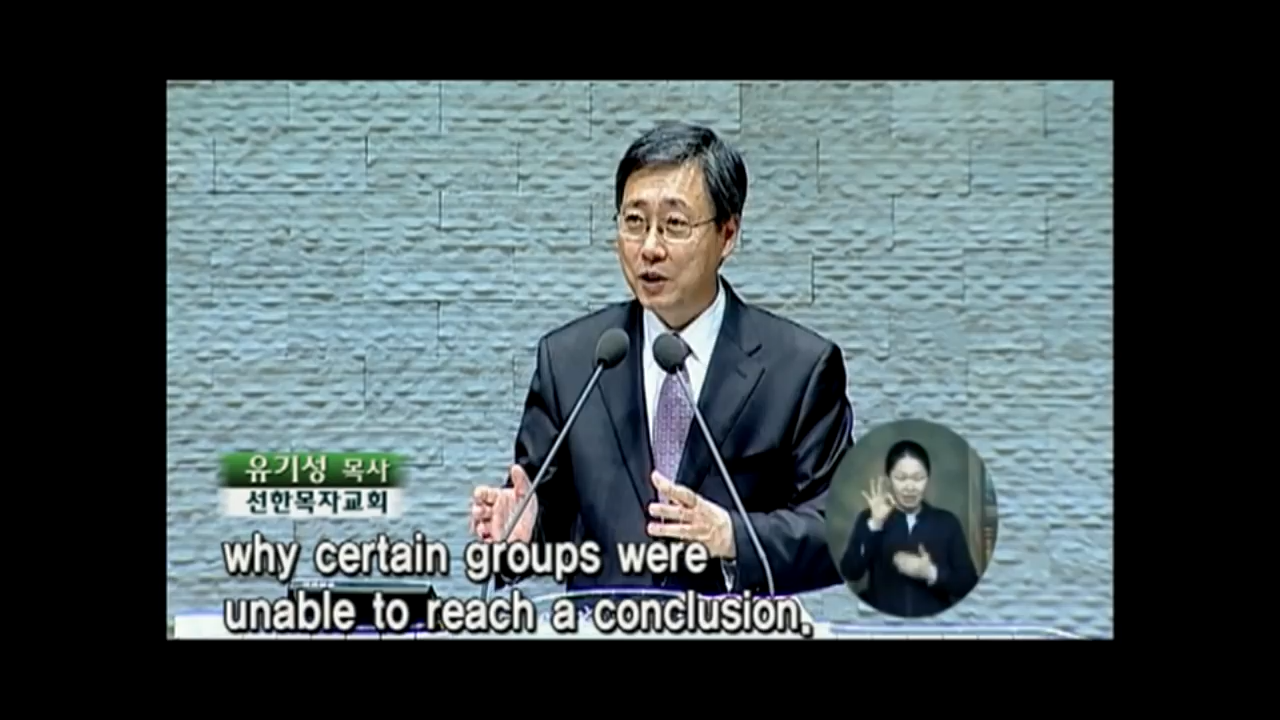 유기성 목사
선한목자교회
why certain groups were
unable to reach a conclusion,